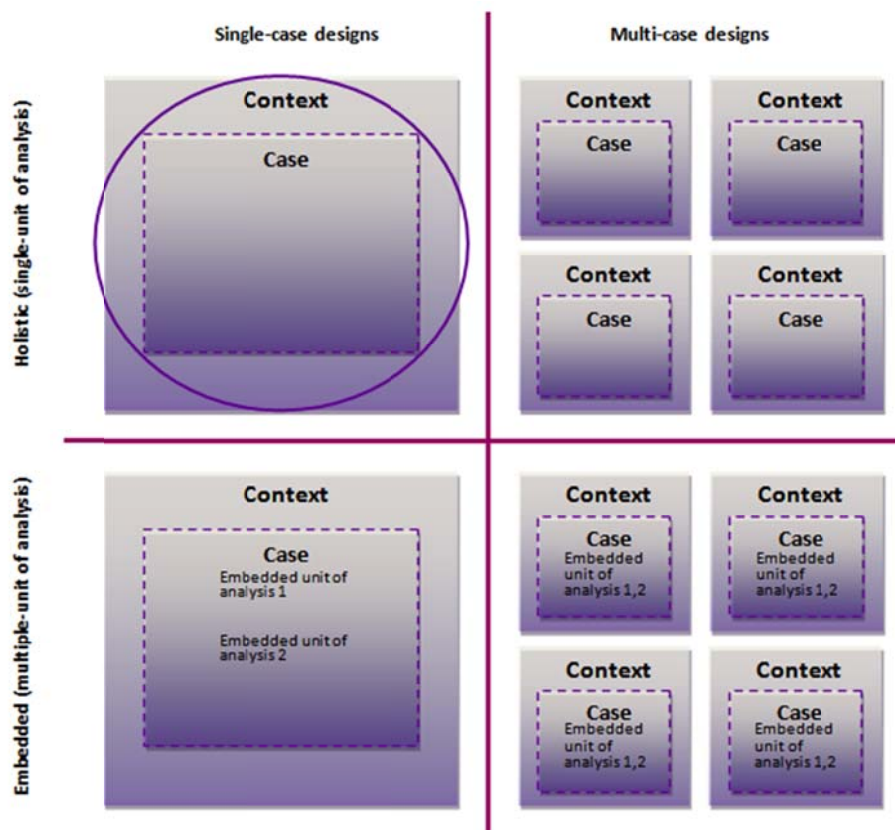 Single-case designs
Multi-case designs
Holistic (single-unit of analysis)
Context
Case
Context
Case
Context
Case
Context
Case
Context
Case
Embedded (multiple-unit of analysis)
Context
Case
Embedded unit of
analysis 1
Embedded unit of
analysis 2
Context
Case
Embedded
unit of
analysis 1,2
Context
Case
Embedded
unit of
analysis 1,2
Context
Case
Embedded
unit of
analysis 1,2
Context
Case
Embedded
unit of
analysis 1,2